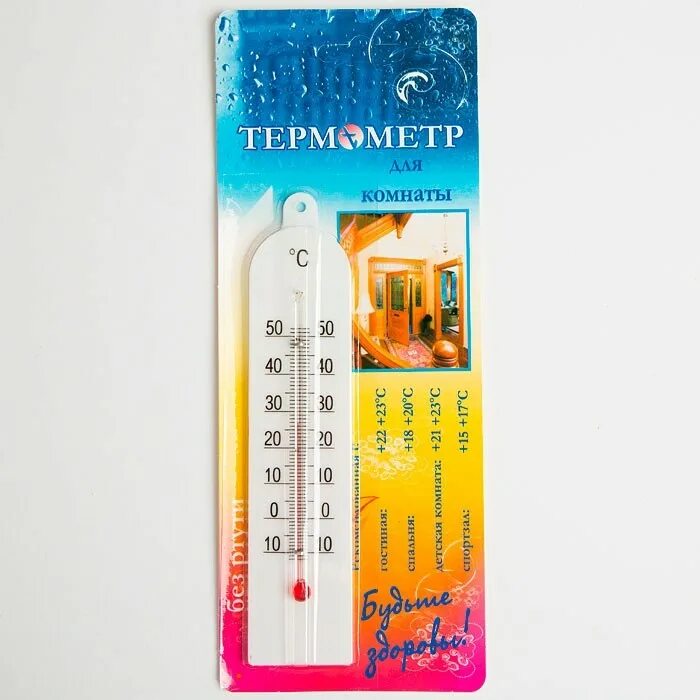 ТЕРМОМЕТР
для
комнаты
°C
50 50
40 40
30 30
20 20
10 10
0 0
10 10
без ртути
гостиная: +22 +23°C
спальня: +18 +20°C
детская комната: +21 +23°C
спортзал: +15 +17°C
Будьте
здоровы!